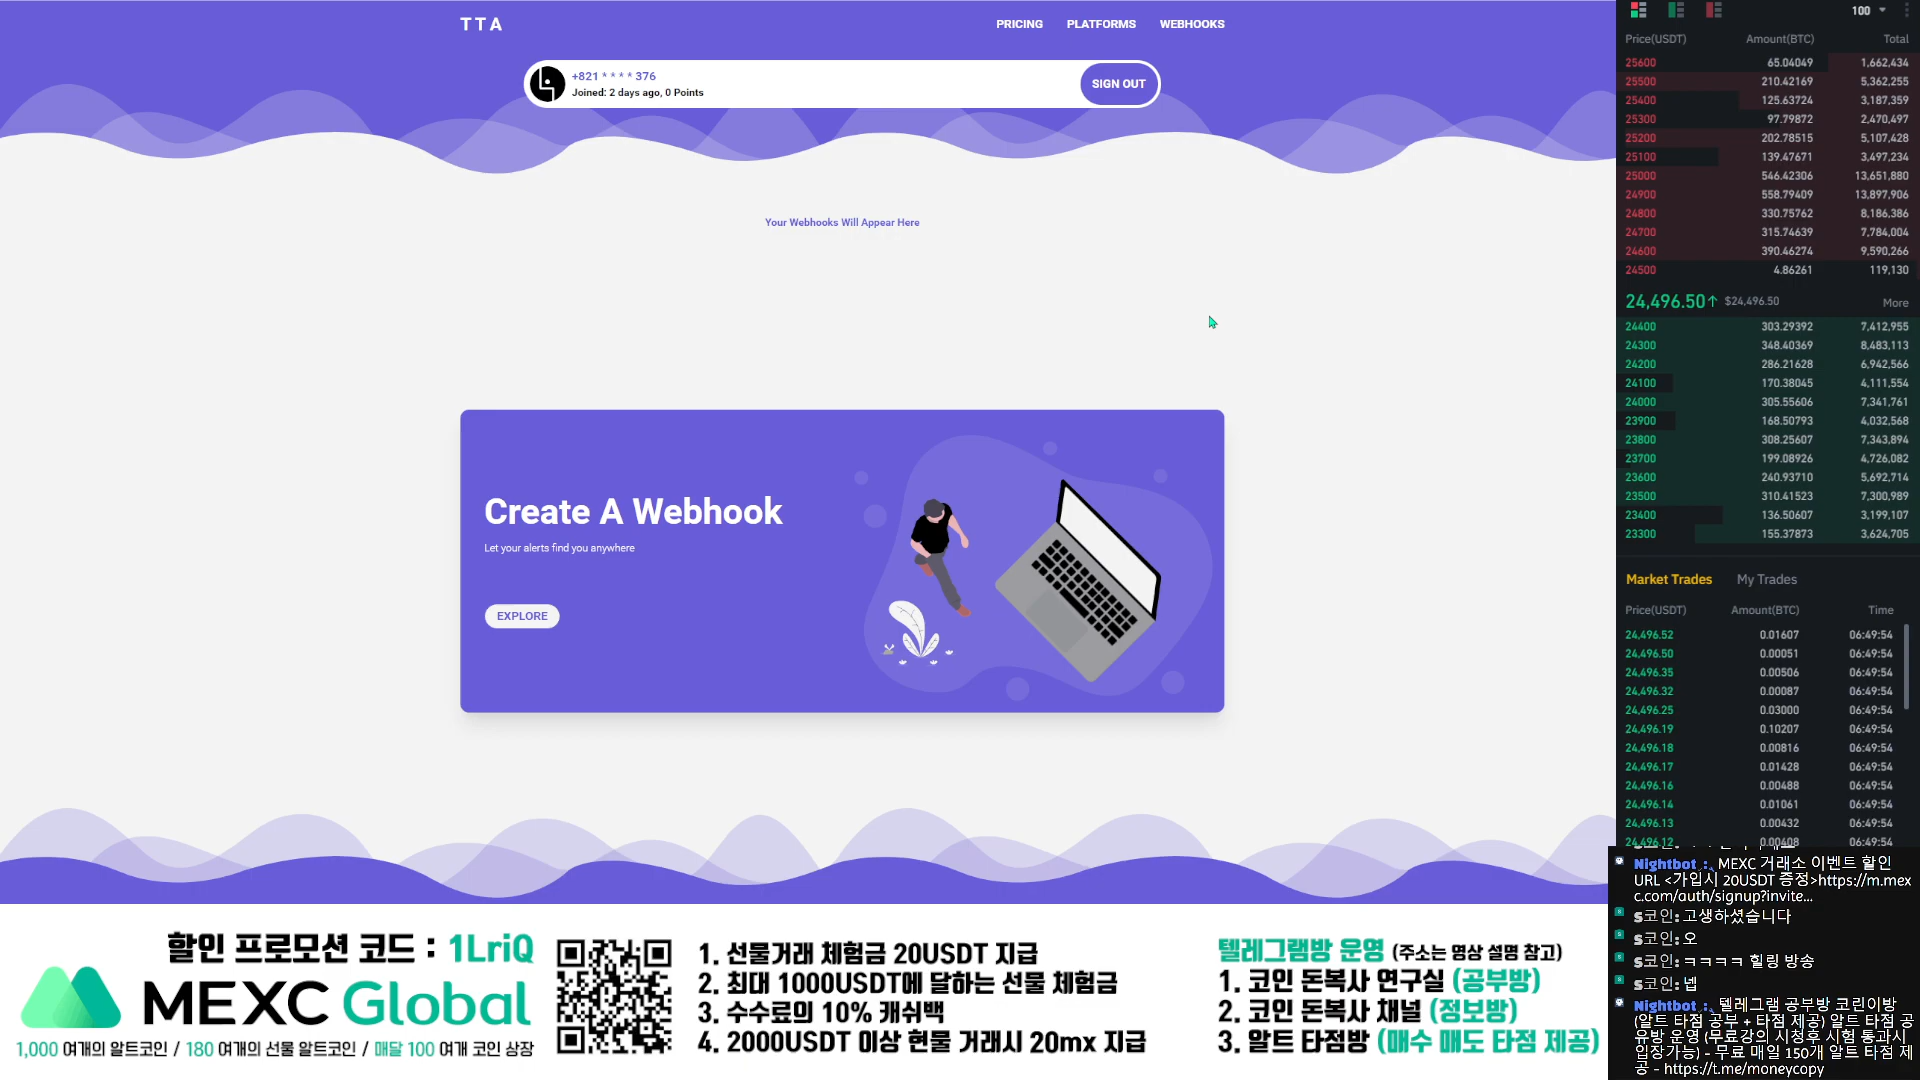 TTA
PRICING PLATFORMS WEBHOOKS
+821 * * * * 376
Joined: 2 days ago, 0 Points
SIGN OUT
Your Webhooks Will Appear Here
Create A Webhook
Let your alerts find you anywhere
EXPLORE
100
Price(USDT) Amount(BTC) Total
25600 65.04049 1,662,434
25500 210.42169 5,362,255
25400 125.63724 3,187,359
25300 97.79872 2,470,497
25200 202.78515 5,107,428
25100 139.47671 3,497,234
25000 546.42306 13,651,880
24900 558.79409 13,897,906
24800 330.75762 8,186,386
24700 315.74639 7,784,004
24600 390.46274 9,590,266
24500 4.86261 119,130
24,496.50↑ $24,496.50 More
24400 303.29392 7,412,955
24300 348.40369 8,483,113
24200 286.21628 6,942,566
24100 170.38045 4,111,554
24000 305.55606 7,341,761
23900 168.50793 4,032,568
23800 308.25607 7,343,894
23700 199.08926 4,726,082
23600 240.93710 5,692,714
23500 310.41523 7,300,989
23400 136.50607 3,199,107
23300 155.37873 3,624,705
Market Trades My Trades
Price(USDT) Amount(BTC) Time
24,496.52 0.01607 06:49:54
24,496.50 0.00051 06:49:54
24,496.35 0.00506 06:49:54
24,496.32 0.00087 06:49:54
24,496.25 0.03000 06:49:54
24,496.19 0.10207 06:49:54
24,496.18 0.00816 06:49:54
24,496.17 0.01428 06:49:54
24,496.16 0.00488 06:49:54
24,496.14 0.01061 06:49:54
24,496.13 0.00432 06:49:54
24,496.12 0.00408 06:49:54
Nightbot : MEXC 거래소 이벤트 할인
URL <가입시 20USDT 증정>https://m.mex
c.com/auth/signup?invite...
s코인: 고생하셨습니다
s코인: 오
s코인: ㅋㅋㅋㅋ 힐링 방송
s코인: 넵
Nightbot : 텔레그램 공부방 코린이방
(알트 타점 공부 + 타점 제공) 알트 타점 공
유방 운영 (무료강의 시청후 시험 통과시
입장가능) - 무료 매일 150개 알트 타점 제
공 - https://t.me/moneycopy
할인 프로모션 코드 : 1LriQ
MEXC Global
1,000 여개의 알트코인 / 180 여개의 선물 알트코인 / 매달 100 여개 코인 상장
1. 선물거래 체험금 20USDT 지급
2. 최대 1000USDT에 달하는 선물 체험금
3. 수수료의 10% 캐쉬백
4. 2000USDT 이상 현물 거래시 20mx 지급
텔레그램방 운영 (주소는 영상 설명 참고)
1. 코인 돈복사 연구실 (공부방)
2. 코인 돈복사 채널 (정보방)
3. 알트 타점방 (매수 매도 타점 제공)